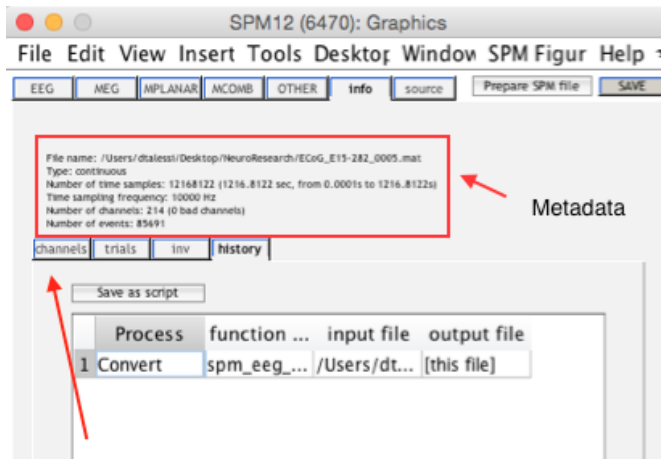 SPM12 (6470): Graphics
File Edit View Insert Tools Desktop Window SPM Figur Help
EEG MEG MPLANAR MCOMB OTHER info source Prepare SPM file SAVE
File name: /Users/dtalessi/Desktop/NeuroResearch/ECoG_E15-282_0005.mat
Type: continuous
Number of time samples: 12168122 (1216.8122 sec, from 0.0001s to 1216.8122s)
Time sampling frequency: 10000 Hz
Number of channels: 214 (0 bad channels)
Number of events: 85691
Metadata
channels trials inv history
Save as script
Process function ... input file output file
1 Convert spm_eeg_... /Users/dt... [this file]